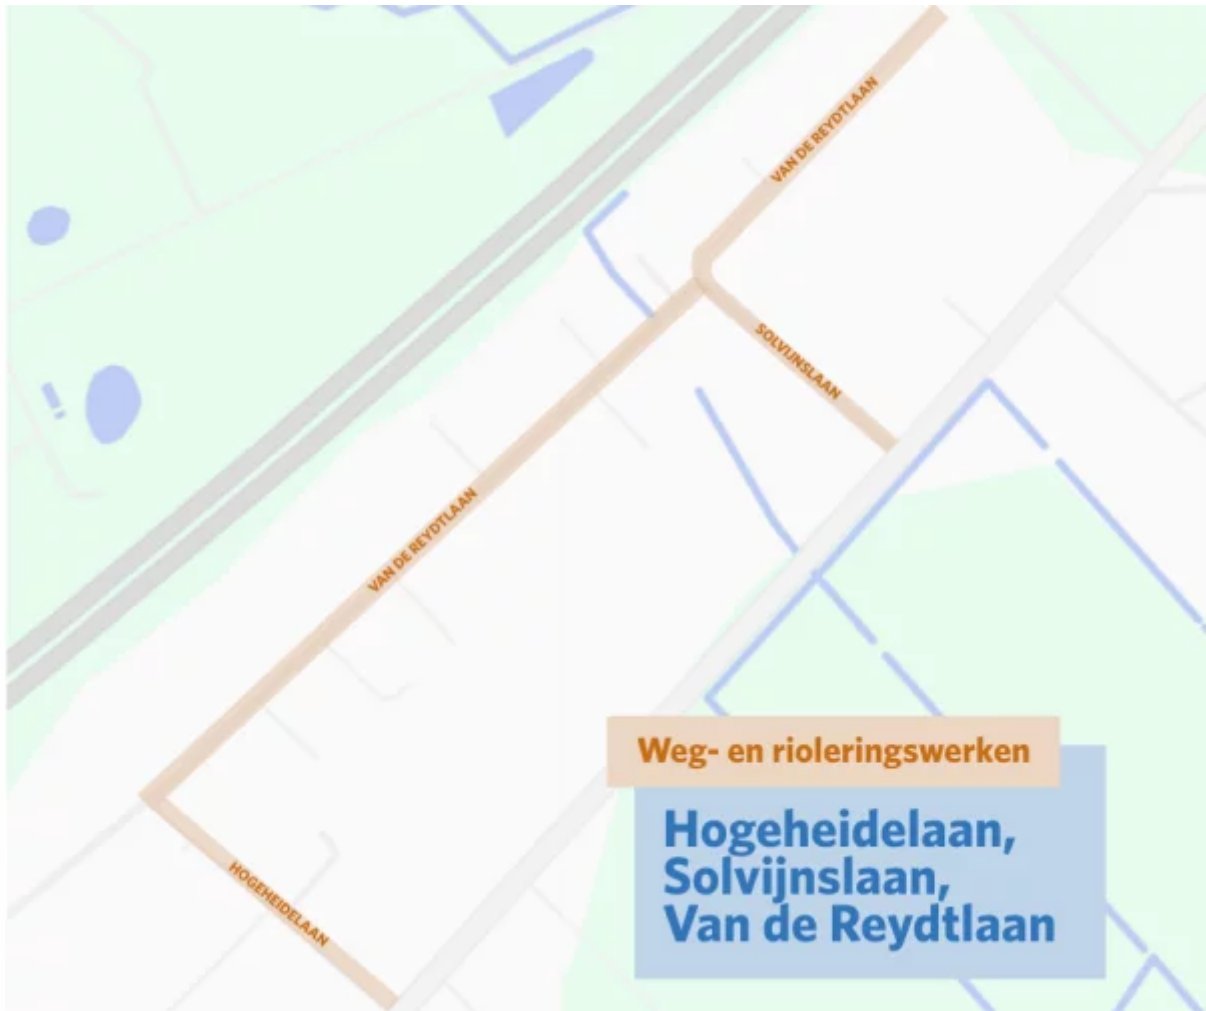 VAN DE REYDTLAAN
SOLVIJNSLAAN
VAN DE REYDTLAAN
HOGEHEIDELAAN
Weg- en rioleringswerken
Hogeheidelaan,
Solvijnslaan,
Van de Reydtlaan